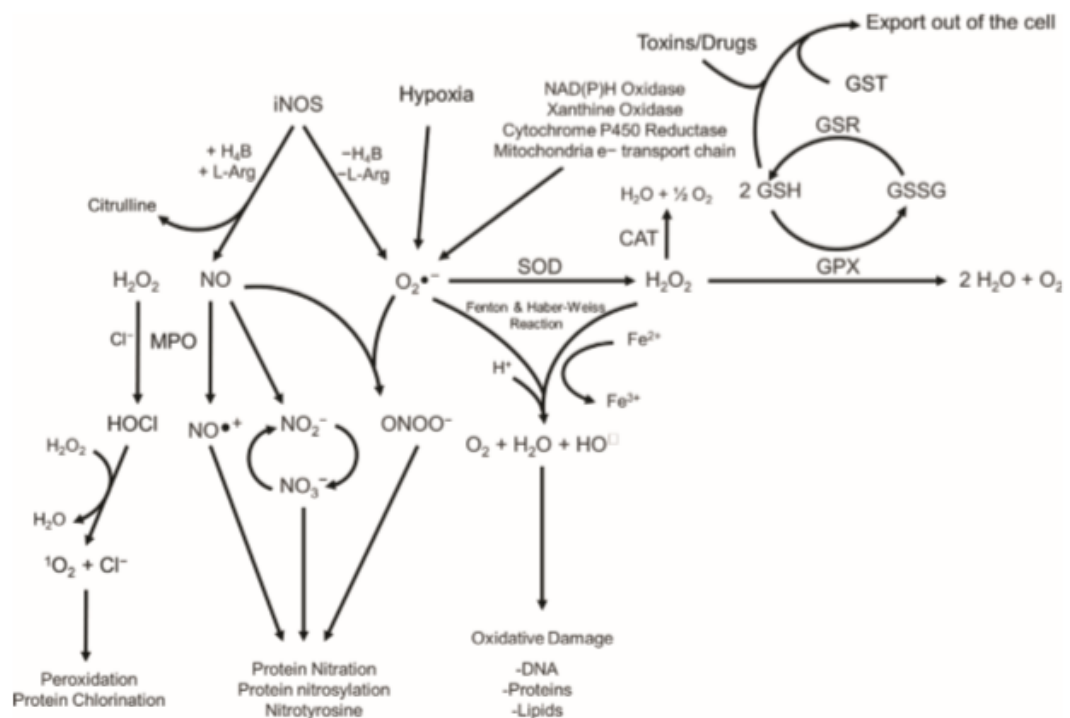 Export out of the cell
Toxins/Drugs
GST
NAD(P)H Oxidase
Xanthine Oxidase
Cytochrome P450 Reductase
Mitochondria e− transport chain
Hypoxia
iNOS
GSR
+ H₄B
+ L-Arg
−H₄B
−L-Arg
H₂O + ½ O₂
2 GSH
GSSG
Citrulline
CAT
SOD
GPX
H₂O₂
NO
O₂•−
H₂O₂
2 H₂O + O₂
Fenton & Haber-Weiss
Reaction
Cl⁻
MPO
Fe²⁺
H⁺
Fe³⁺
HOCl
NO•⁺
NO₂⁻
ONOO⁻
O₂ + H₂O + HO□
H₂O₂
NO₃⁻
H₂O
¹O₂ + Cl⁻
Oxidative Damage
-DNA
-Proteins
-Lipids
Protein Nitration
Protein nitrosylation
Nitrotyrosine
Peroxidation
Protein Chlorination